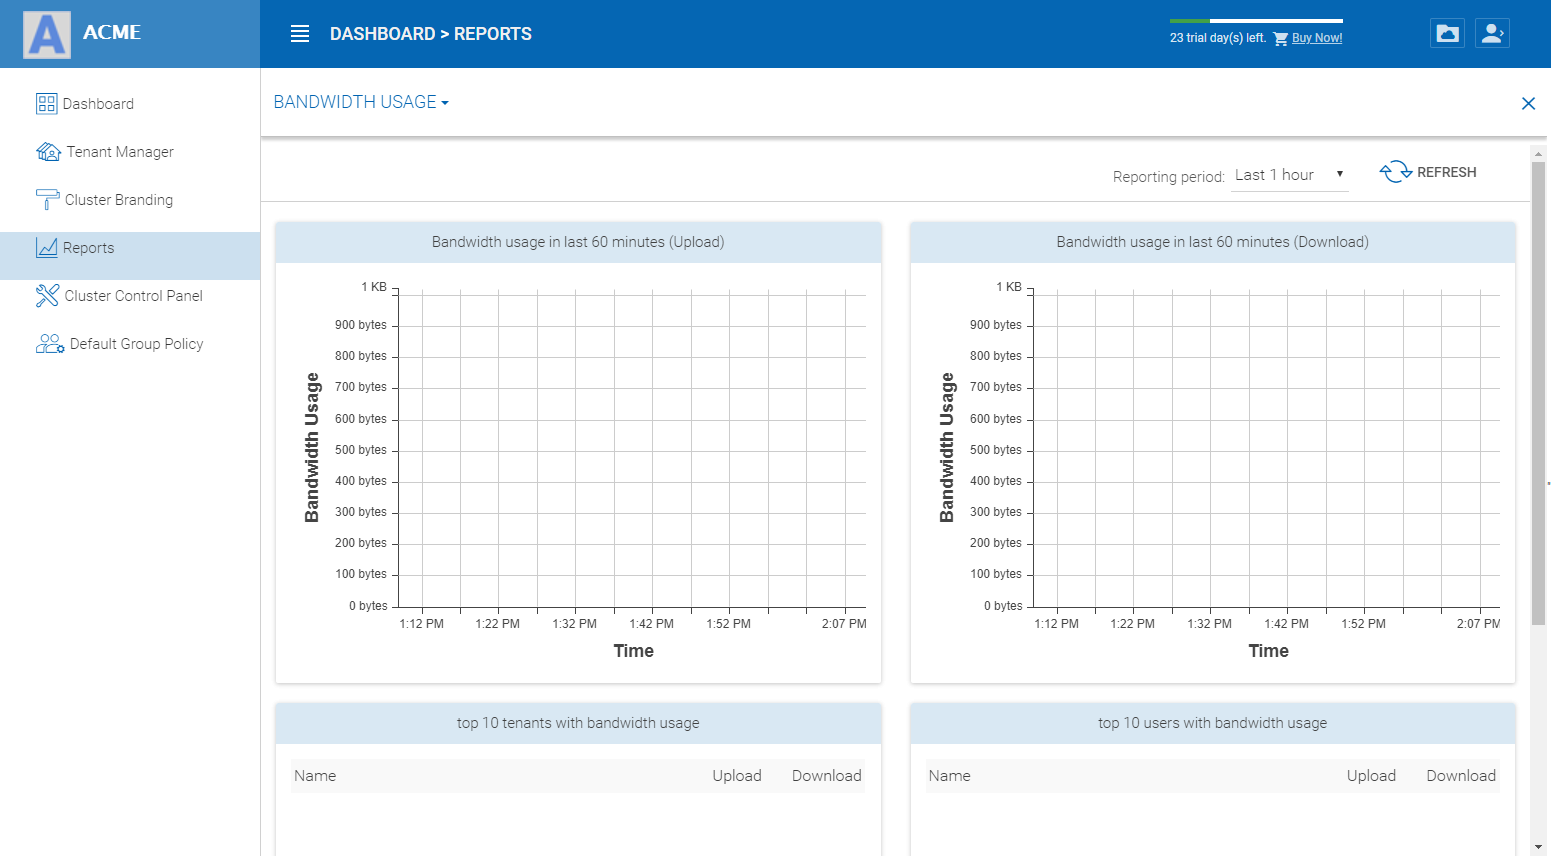 A ACME
DASHBOARD > REPORTS
23 trial day(s) left. Buy Now!
Dashboard
Tenant Manager
Cluster Branding
Reports
Cluster Control Panel
Default Group Policy
BANDWIDTH USAGE
Reporting period: Last 1 hour
REFRESH
Bandwidth usage in last 60 minutes (Upload)
1 KB
900 bytes
800 bytes
700 bytes
600 bytes
500 bytes
400 bytes
300 bytes
200 bytes
100 bytes
0 bytes
Bandwidth Usage
1:12 PM 1:22 PM 1:32 PM 1:42 PM 1:52 PM 2:07 PM
Time
Bandwidth usage in last 60 minutes (Download)
1 KB
900 bytes
800 bytes
700 bytes
600 bytes
500 bytes
400 bytes
300 bytes
200 bytes
100 bytes
0 bytes
Bandwidth Usage
1:12 PM 1:22 PM 1:32 PM 1:42 PM 1:52 PM 2:07 PM
Time
top 10 tenants with bandwidth usage
Name Upload Download
top 10 users with bandwidth usage
Name Upload Download